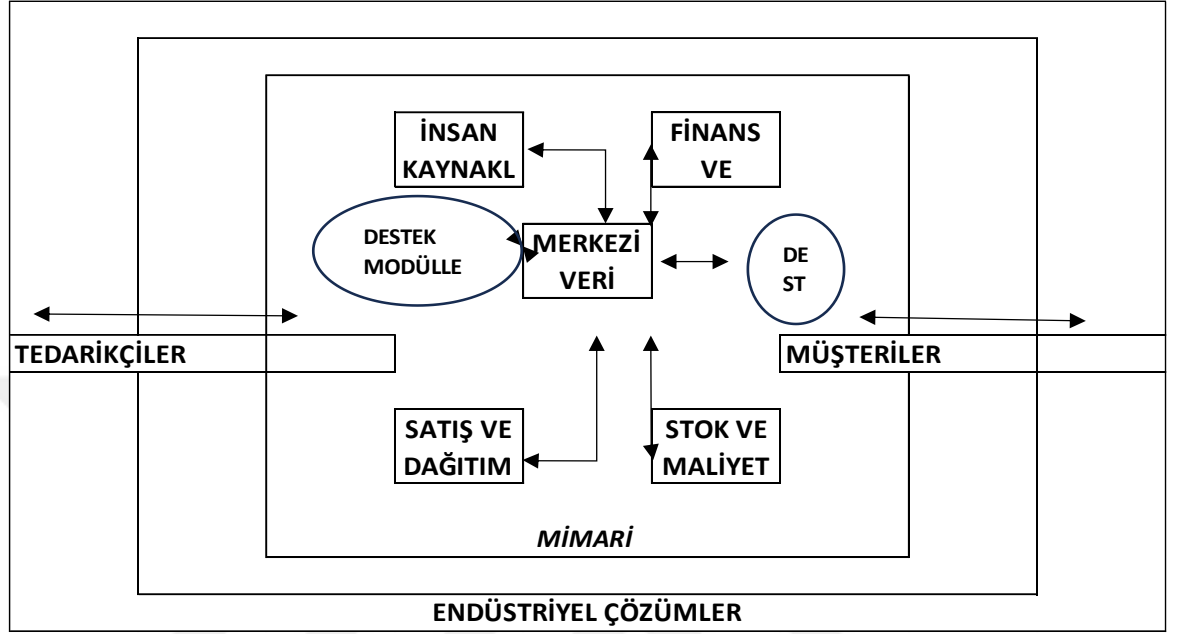 İNSAN
KAYNAKL
FİNANS
VE
DESTEK
MODÜLLE
MERKEZİ
VERİ
DE
ST
TEDARİKÇİLER
MÜŞTERİLER
SATIŞ VE
DAĞITIM
STOK VE
MALİYET
MİMARİ
ENDÜSTRİYEL ÇÖZÜMLER